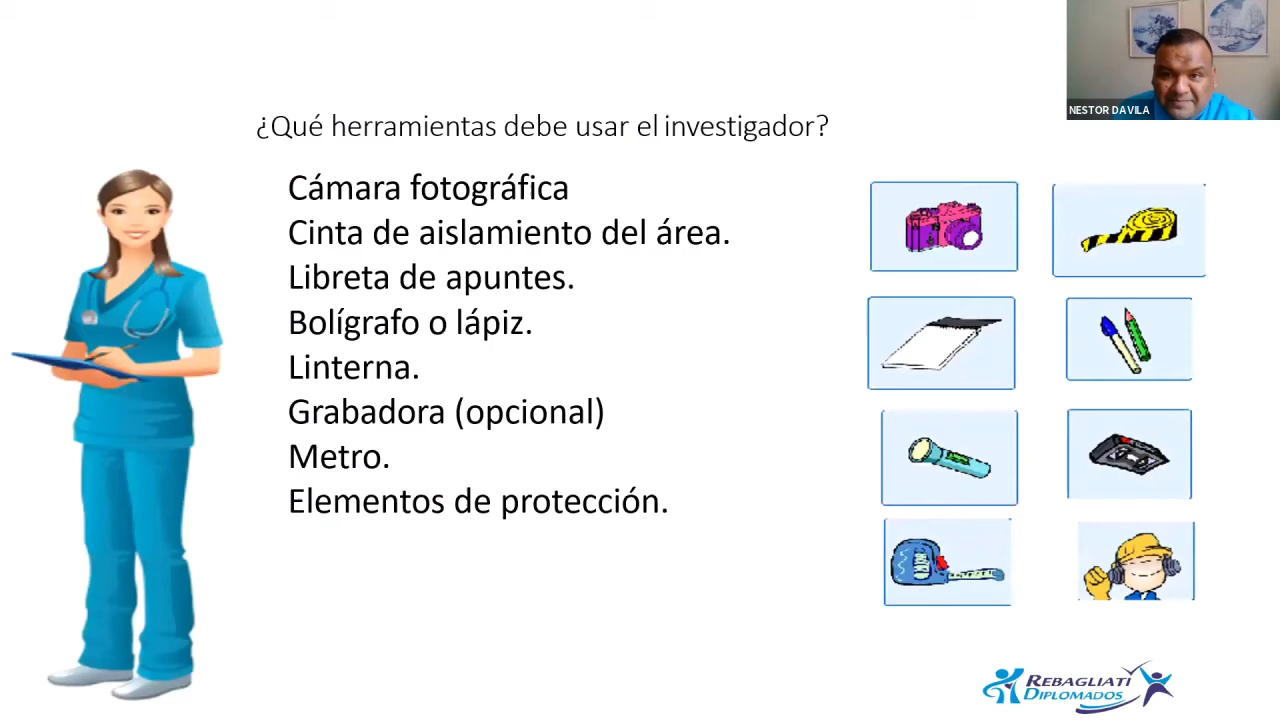 NESTOR DAVILA
¿Qué herramientas debe usar el investigador?
Cámara fotográfica
Cinta de aislamiento del área.
Libreta de apuntes.
Bolígrafo o lápiz.
Linterna.
Grabadora (opcional)
Metro.
Elementos de protección.
REBAGLIATI
DIPLOMADOS